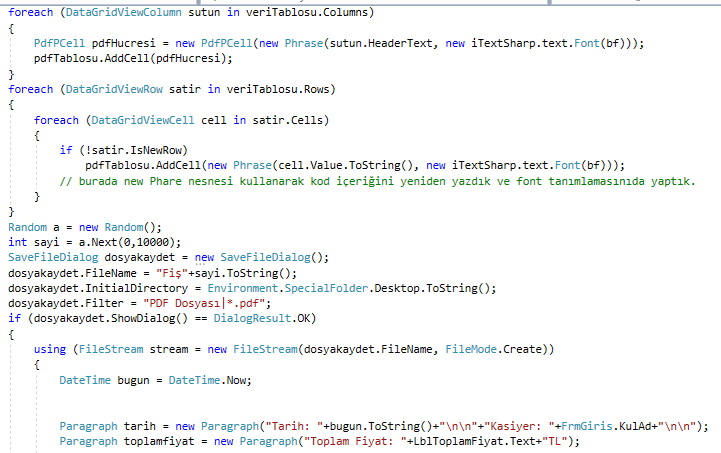 foreach (DataGridViewColumn sutun in veriTablosu.Columns)
{
PdfPCell pdfHucresi = new PdfPCell(new Phrase(sutun.HeaderText, new iTextSharp.text.Font(bf)));
pdfTablosu.AddCell(pdfHucresi);
}
foreach (DataGridViewRow satir in veriTablosu.Rows)
{
foreach (DataGridViewCell cell in satir.Cells)
{
if (!satir.IsNewRow)
pdfTablosu.AddCell(new Phrase(cell.Value.ToString(), new iTextSharp.text.Font(bf)));
// burada new Phare nesnesi kullanarak kod içeriğini yeniden yazdık ve font tanımlamasınıda yaptık.
}
}
Random a = new Random();
int sayi = a.Next(0,10000);
SaveFileDialog dosyakaydet = new SaveFileDialog();
dosyakaydet.FileName = "Fiş"+sayi.ToString();
dosyakaydet.InitialDirectory = Environment.SpecialFolder.Desktop.ToString();
dosyakaydet.Filter = "PDF Dosyası|*.pdf";
if (dosyakaydet.ShowDialog() == DialogResult.OK)
{
using (FileStream stream = new FileStream(dosyakaydet.FileName, FileMode.Create))
{
DateTime bugun = DateTime.Now;
Paragraph tarih = new Paragraph("Tarih: "+bugun.ToString()+"\n\n"+"Kasiyer: "+FrmGiris.KulAd+"\n\n");
Paragraph toplamfiyat = new Paragraph("Toplam Fiyat: "+LblToplamFiyat.Text+"TL");